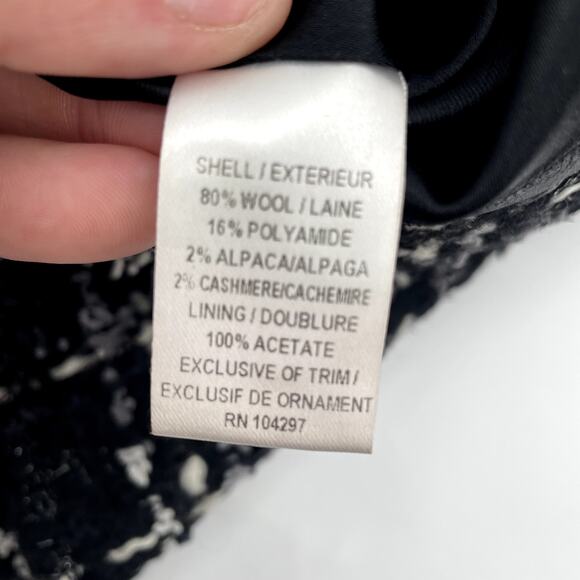 SHELL / EXTERIEUR
80% WOOL / LAINE
16% POLYAMIDE
2% ALPACA/ALPAGA
2% CASHMERE/CACHEMIRE
LINING / DOUBLURE
100% ACETATE
EXCLUSIVE OF TRIM /
EXCLUSIF DE ORNAMENT
RN 104297